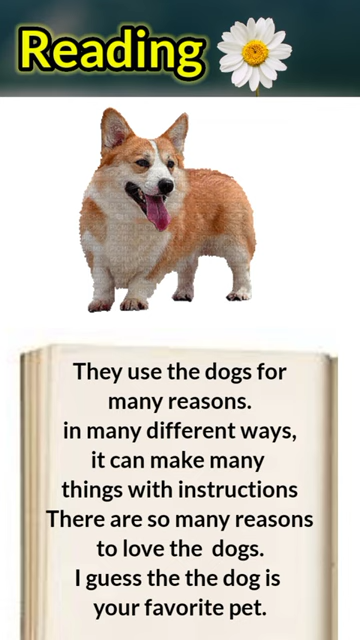 Reading
They use the dogs for
many reasons.
in many different ways,
it can make many
things with instructions
There are so many reasons
to love the dogs.
I guess the the dog is
your favorite pet.